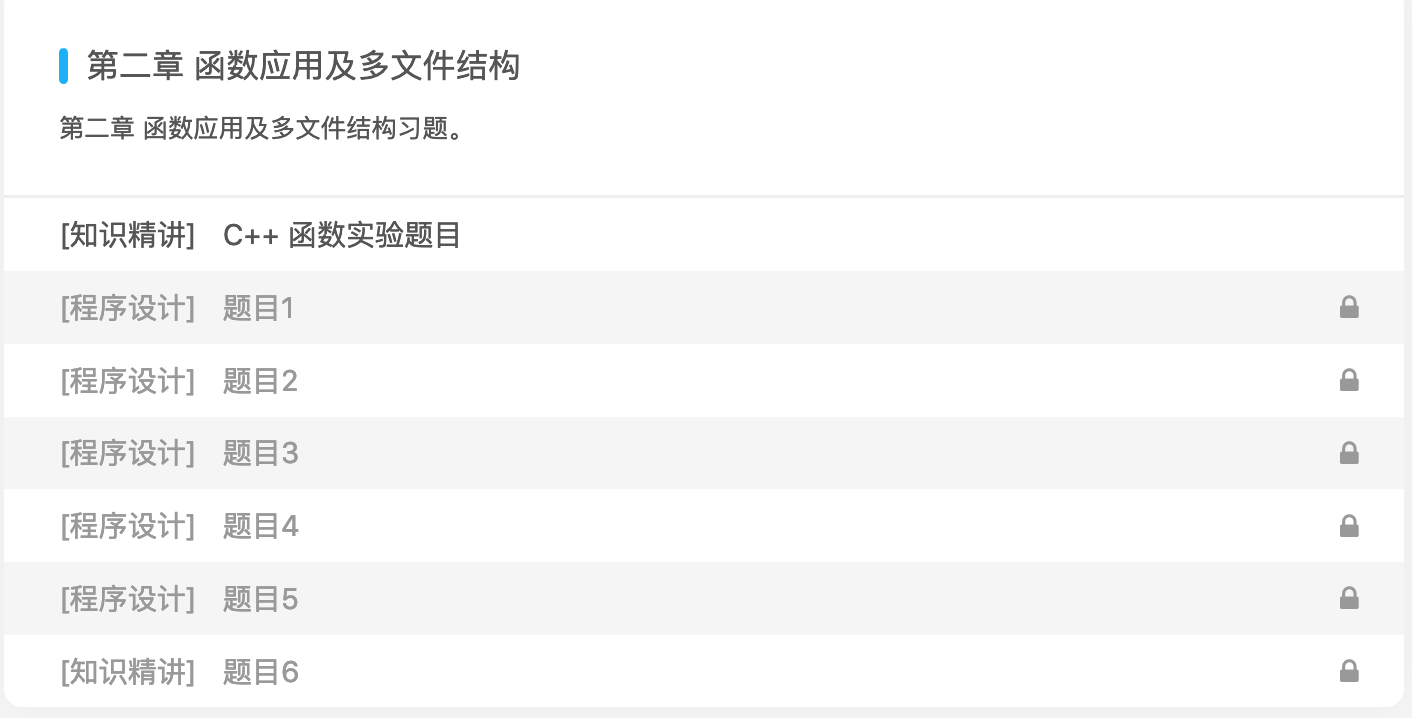 第二章 函数应用及多文件结构
第二章 函数应用及多文件结构习题。
[知识精讲] C++ 函数实验题目
[程序设计] 题目1
[程序设计] 题目2
[程序设计] 题目3
[程序设计] 题目4
[程序设计] 题目5
[知识精讲] 题目6